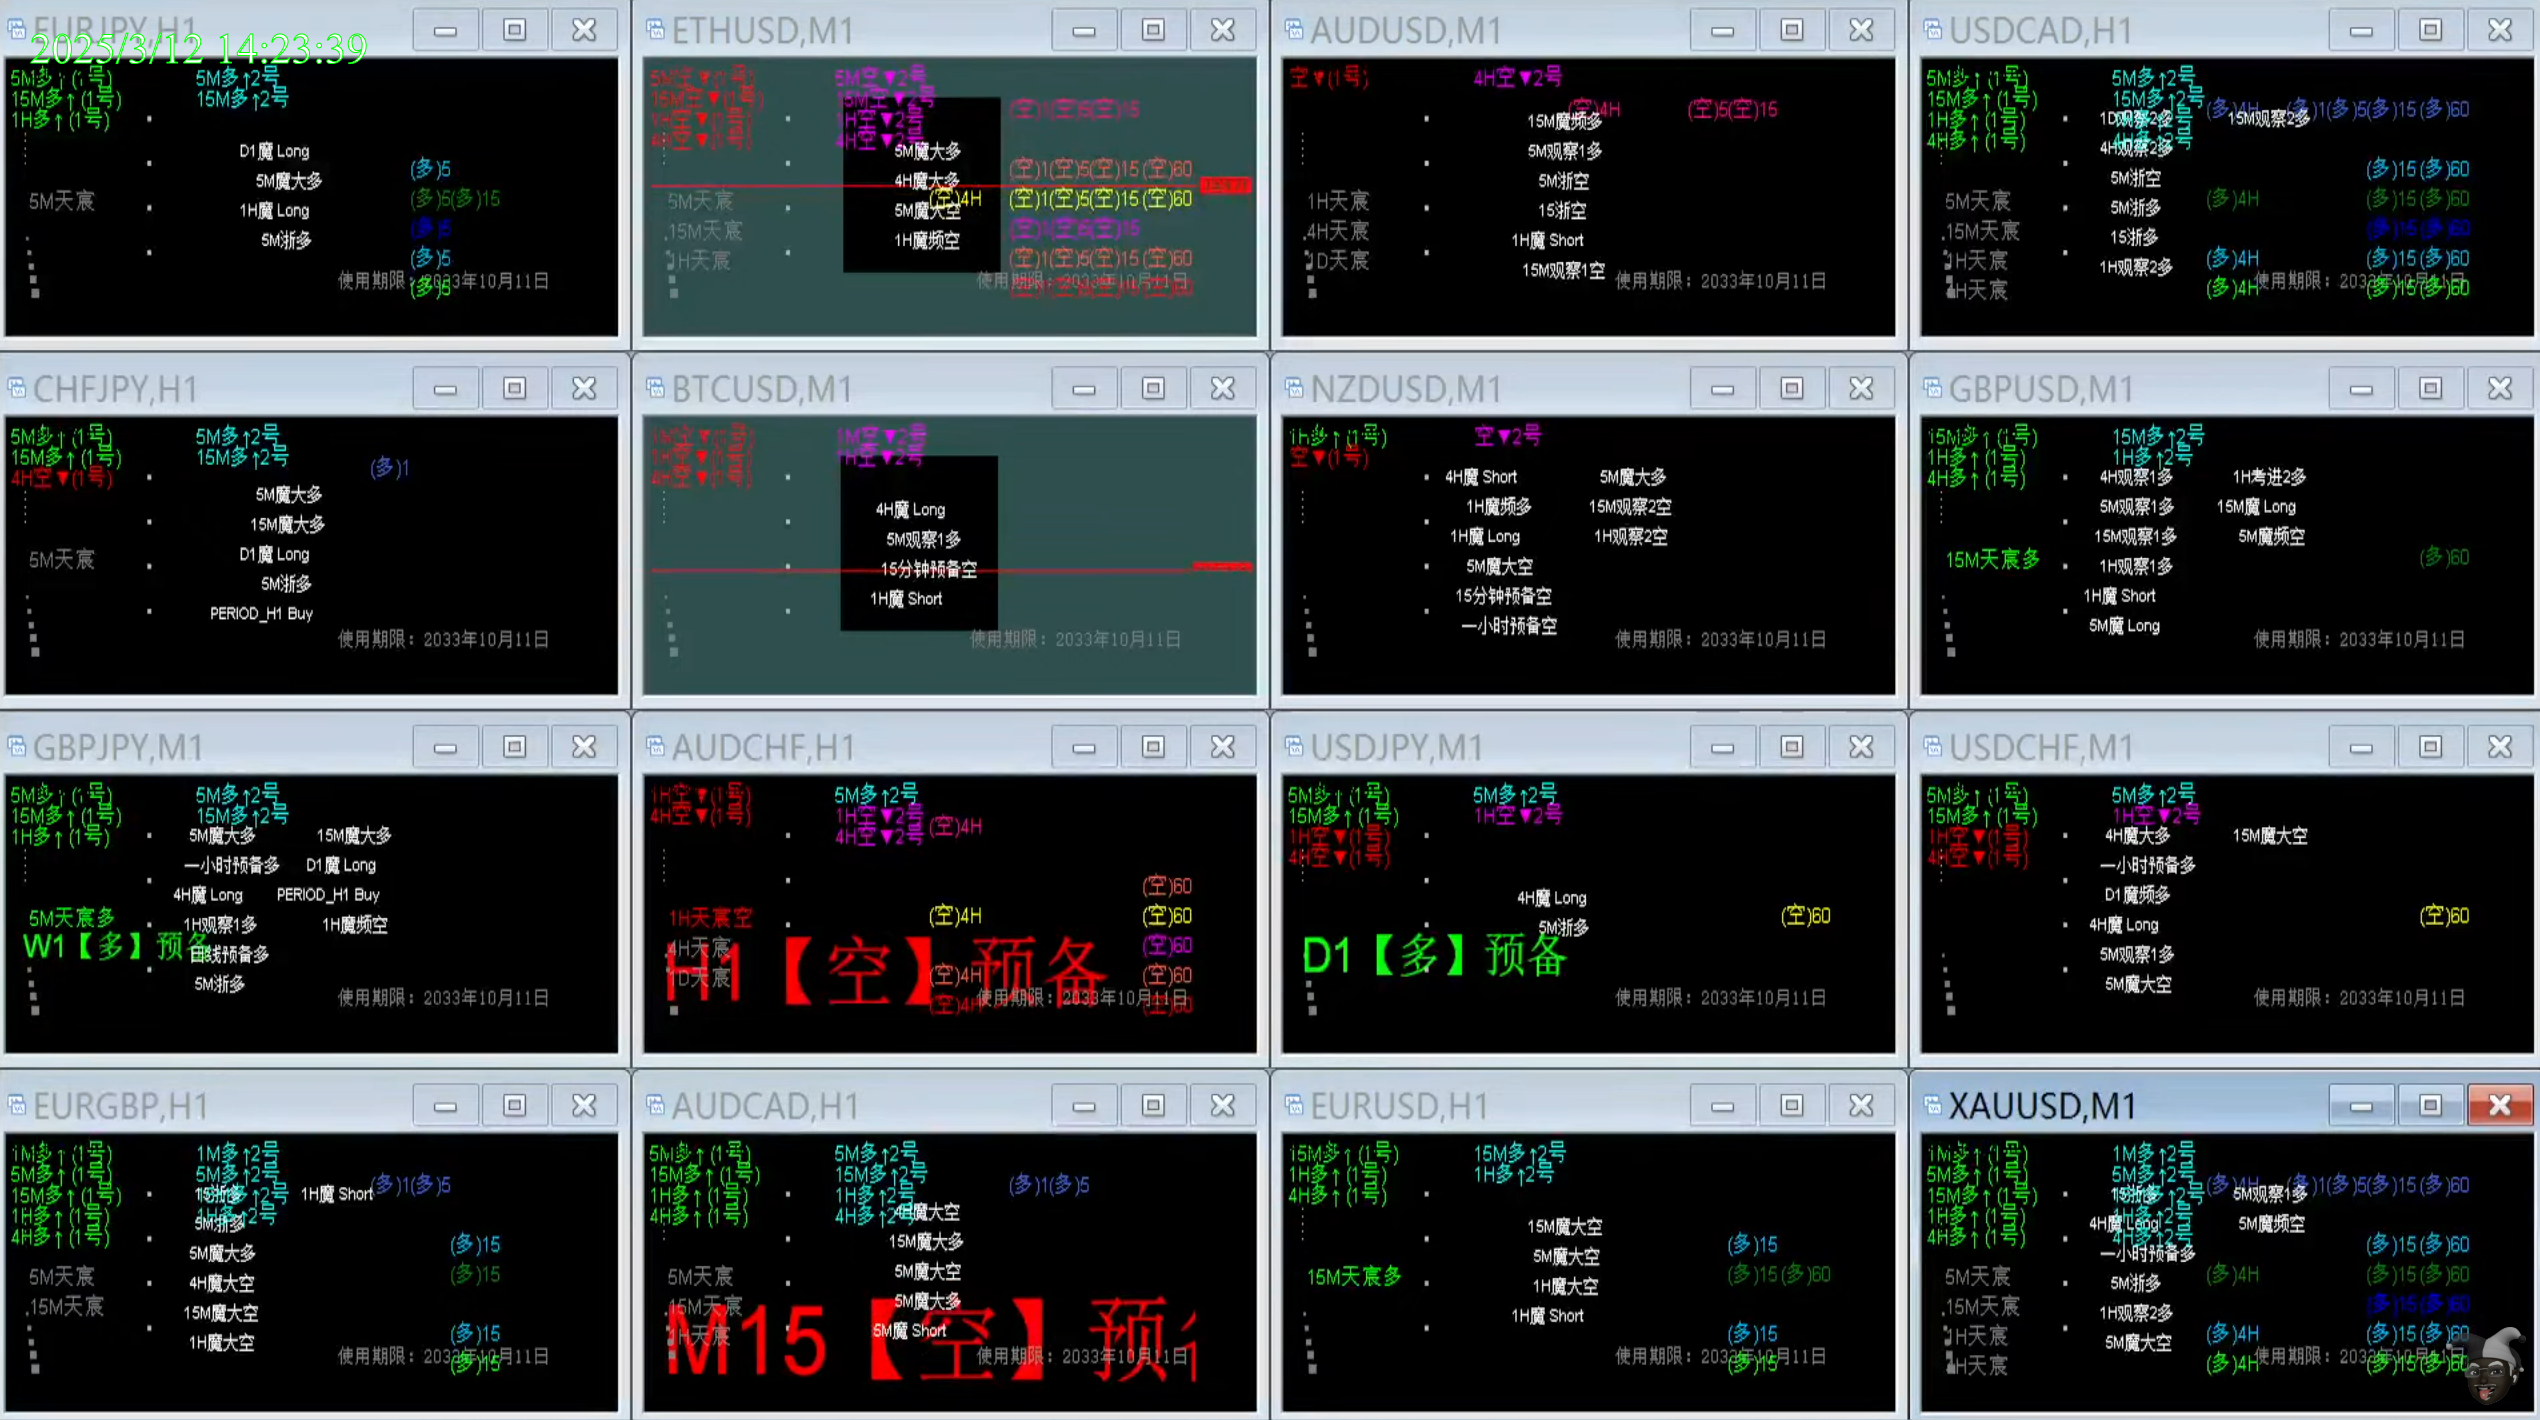 EURJPY,H1
2025/3/12 14:23:39
5M多↑(1号) 5M多↑2号
15M多↑(1号) 15M多↑2号
1H多↑(1号)
D1魔 Long
(多)5
5M魔大多
5M天宸 (多)5(多)15
1H魔 Long
(多)5
5M浙多
(多)5
使用期限：2033年10月11日
(多)5
ETHUSD,M1
5M空▼(1号) 5M空▼2号
15M空▼(1号) 15M空▼2号
(空)1(空)5(空)15
1H空▼(1号) 1H空▼2号
4H空▼(1号) 4H空▼2号
5M魔大多
(空)1(空)5(空)15(空)60
4H魔大多
5M天宸 (空)4H (空)1(空)5(空)15(空)60
5M魔大空
15M天宸 (空)1(空)5(空)15
1H魔频空
1H天宸 (空)1(空)5(空)15(空)60
使用期限：2033年10月11日
AUDUSD,M1
空▼(1号) 4H空▼2号
(空)4H (空)5(空)15
15M魔频多
5M观察1多
5M浙空
1H天宸
15浙空
4H天宸
1H魔 Short
1D天宸
15M观察1空
使用期限：2033年10月11日
USDCAD,H1
5M多↑(1号) 5M多↑2号
15M多↑(1号) 15M多↑2号
(多)4H (多)1(多)5(多)15(多)60
1H多↑(1号) 1D观察2多 15M观察2多
4H多↑(1号) 4H多↑2号
4H观察2多
(多)15(多)60
5M浙空
5M天宸 (多)4H (多)15(多)60
5M浙多
15M天宸 (多)15(多)60
15浙多
1H天宸 (多)4H (多)15(多)60
1H观察2多
4H天宸 (多)4H (多)15(多)60
使用期限：2033年10月11日
CHFJPY,H1
5M多↑(1号) 5M多↑2号
15M多↑(1号) 15M多↑2号
(多)1
4H空▼(1号)
5M魔大多
15M魔大多
D1魔 Long
5M天宸
5M浙多
PERIOD_H1 Buy
使用期限：2033年10月11日
BTCUSD,M1
1M空▼(1号) 1M空▼2号
1H空▼(1号) 1H空▼2号
4H空▼(1号)
4H魔 Long
5M观察1多
15分钟预备空
1H魔 Short
使用期限：2033年10月11日
NZDUSD,M1
1H多↑(1号) 空▼2号
空▼(1号)
4H魔 Short 5M魔大多
1H魔频多 15M观察2空
1H魔 Long 1H观察2空
5M魔大空
15分钟预备空
一小时预备空
使用期限：2033年10月11日
GBPUSD,M1
15M多↑(1号) 15M多↑2号
1H多↑(1号) 1H多↑2号
4H多↑(1号)
4H观察1多 1H考进2多
5M观察1多 15M魔 Long
15M观察1多 5M魔频空
15M天宸多 (多)60
1H观察1多
1H魔 Short
5M魔 Long
使用期限：2033年10月11日
GBPJPY,M1
5M多↑(1号) 5M多↑2号
15M多↑(1号) 15M多↑2号
1H多↑(1号)
5M魔大多 15M魔大多
一小时预备多 D1魔 Long
4H魔 Long PERIOD_H1 Buy
5M天宸多
1H观察1多 1H魔频空
W1【多】预备
日线预备多
5M浙多
使用期限：2033年10月11日
AUDCHF,H1
1H空▼(1号) 5M多↑2号
4H空▼(1号) 1H空▼2号
4H空▼2号
(空)4H
(空)60
1H天宸空 (空)4H (空)60
4H天宸 (空)60
H1【空】预备
1D天宸 (空)4H (空)60
(空)4H (空)60
使用期限：2033年10月11日
USDJPY,M1
5M多↑(1号) 5M多↑2号
15M多↑(1号) 1H空▼2号
1H空▼(1号)
4H空▼(1号)
4H魔 Long
(空)60
5M浙多
D1【多】预备
使用期限：2033年10月11日
USDCHF,M1
5M多↑(1号) 5M多↑2号
15M多↑(1号) 1H空▼2号
1H空▼(1号)
4H空▼(1号)
4H魔大多 15M魔大空
一小时预备多
D1魔频多
(空)60
4H魔 Long
5M观察1多
5M魔大空
使用期限：2033年10月11日
EURGBP,H1
1M多↑(1号) 1M多↑2号
5M多↑(1号) 5M多↑2号
15M多↑(1号) 15M多↑2号
(多)1(多)5
1H多↑(1号) 1H多↑2号
4H多↑(1号)
15浙多 1H魔 Short
5M浙多
(多)15
5M魔大多
5M天宸 (多)15
4H魔大空
15M天宸
15M魔大空
(多)15
1H魔大空
使用期限：2033年10月11日
(多)15
AUDCAD,H1
5M多↑(1号) 5M多↑2号
15M多↑(1号) 15M多↑2号
(多)1(多)5
1H多↑(1号) 1H多↑2号
4H多↑(1号) 4H多↑2号
魔大空
15M魔大多
5M天宸
5M魔大空
15M天宸
5M魔大多
1H天宸
5M魔 Short
M15【空】预
使用期限：2033年10月11日
EURUSD,H1
15M多↑(1号) 15M多↑2号
1H多↑(1号) 1H多↑2号
4H多↑(1号)
15M魔大空
(多)15
5M魔大空
15M天宸多 (多)15(多)60
1H魔大空
1H魔 Short
(多)15
使用期限：2033年10月11日
(多)15
XAUUSD,M1
1M多↑(1号) 1M多↑2号
5M多↑(1号) 5M多↑2号
15M多↑(1号) 15M多↑2号
(多)4H (多)1(多)5(多)15(多)60
1H多↑(1号) 1H多↑2号
4H多↑(1号) 4H多↑2号
15浙多 5M观察1多
4H魔 Long 5M魔频空
(多)15(多)60
一小时预备多
5M天宸 (多)4H (多)15(多)60
5M浙多
15M天宸 (多)15(多)60
1H观察2多
1H天宸 (多)4H (多)15(多)60
5M魔大空
4H天宸 (多)4H (多)15(多)60
使用期限：2033年10月11日